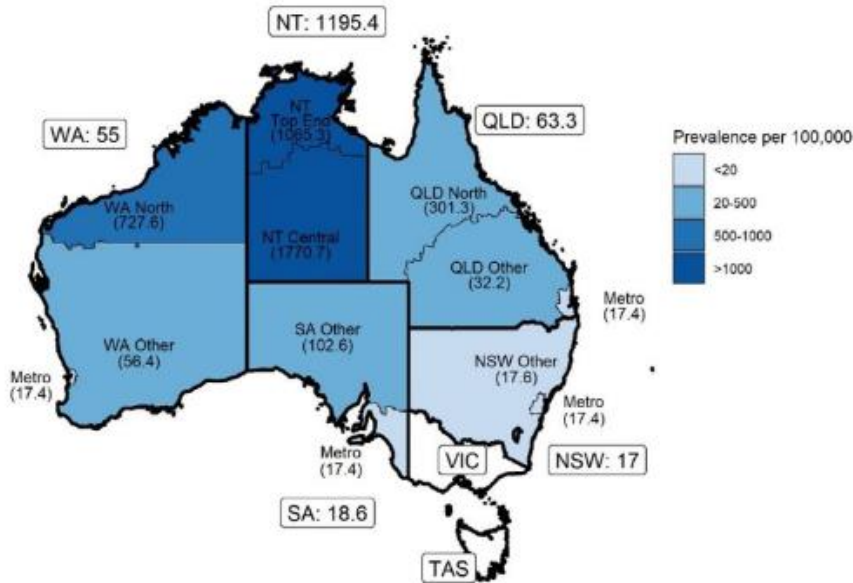 NT: 1195.4
WA: 55
NT
Top End
(1065.3)
QLD: 63.3
Prevalence per 100,000
<20
20-500
500-1000
>1000
WA North
(727.6)
QLD North
(301.3)
NT Central
(1770.7)
QLD Other
(32.2)
Metro
(17.4)
WA Other
(56.4)
SA Other
(102.6)
NSW Other
(17.6)
Metro
(17.4)
Metro
(17.4)
Metro
(17.4)
VIC
NSW: 17
SA: 18.6
TAS